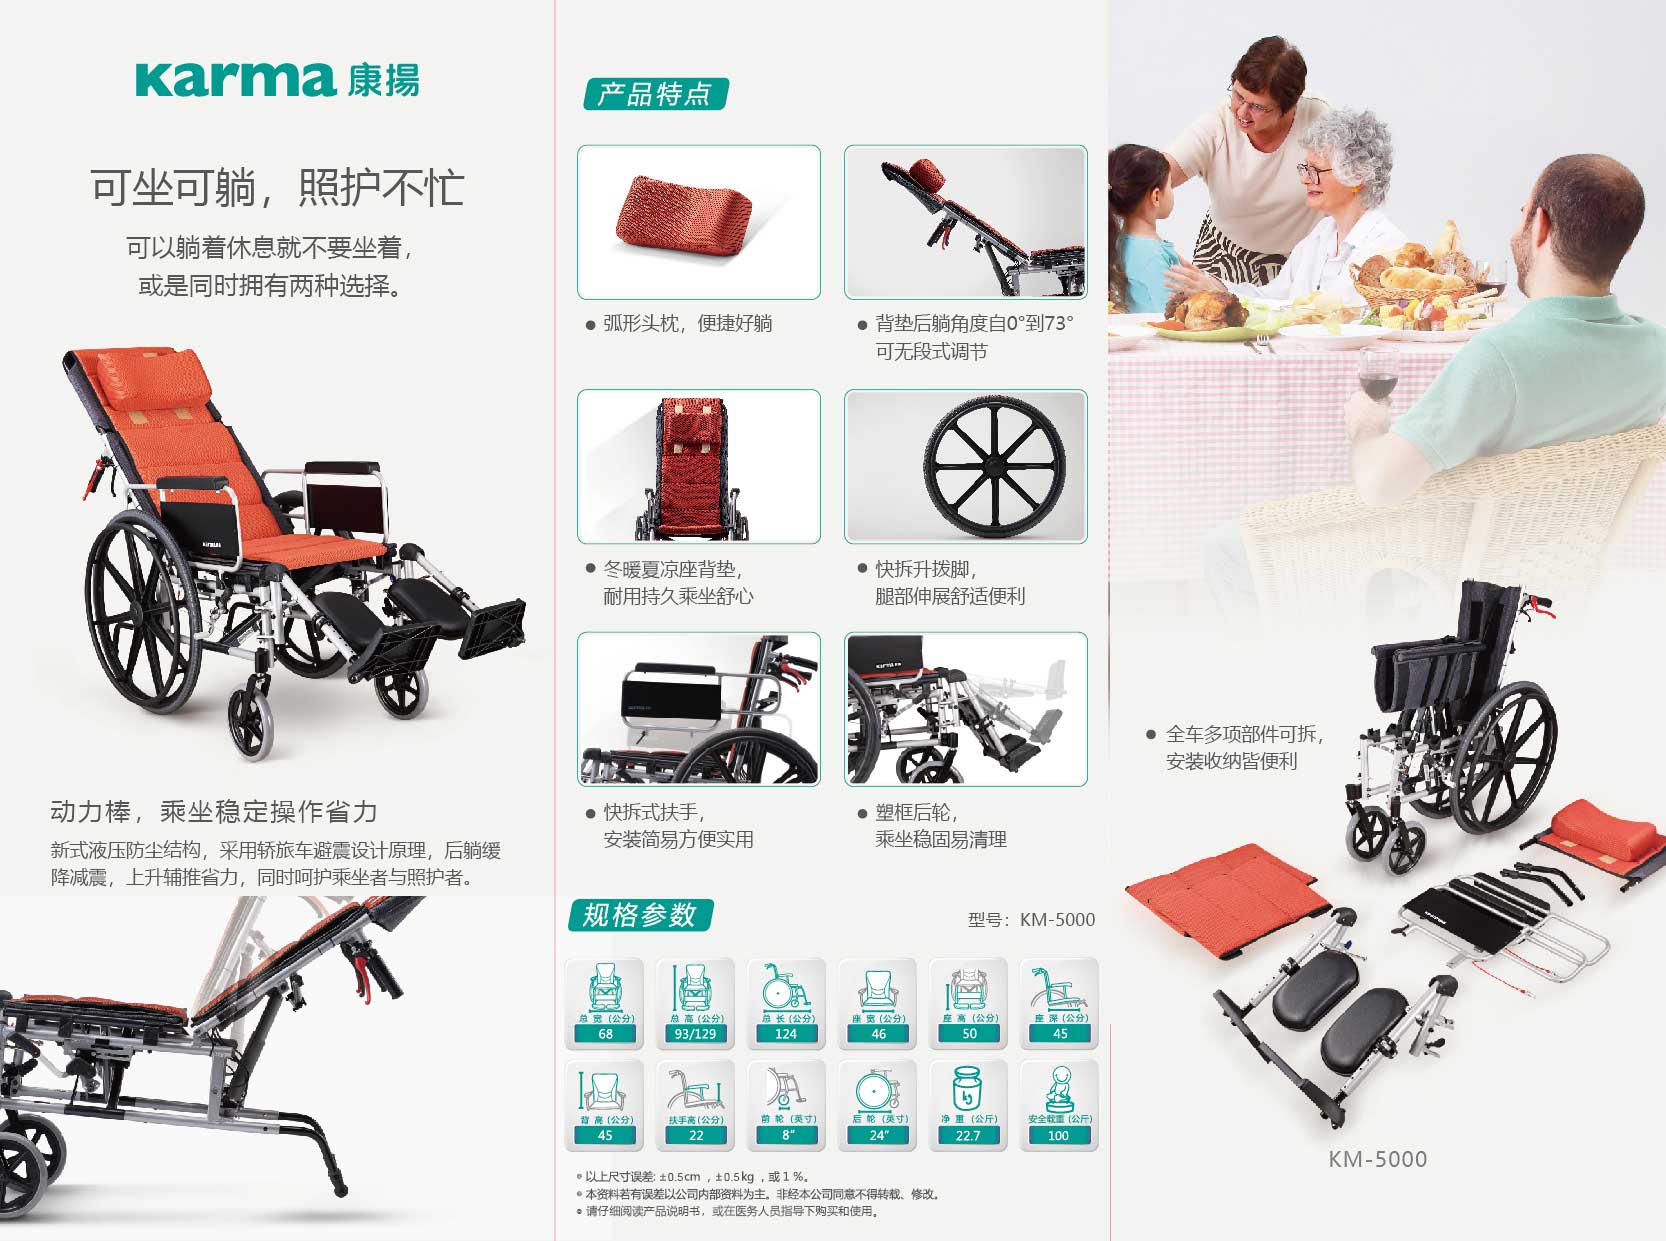 Karma 康揚
可坐可躺，照护不忙
可以躺着休息就不要坐着，
或是同时拥有两种选择。
动力棒，乘坐稳定操作省力
新式液压防尘结构，采用轿旅车避震设计原理，后躺缓
降减震，上升辅推省力，同时呵护乘坐者与照护者。
产品特点
弧形头枕，便捷好躺
背垫后躺角度自0°到73°
可无段式调节
冬暖夏凉座背垫，
耐用持久乘坐舒心
快拆升拨脚，
腿部伸展舒适便利
快拆式扶手，
安装简易方便实用
塑框后轮，
乘坐稳固易清理
规格参数
型号：KM-5000
总 宽 (公分)
68
总 高 (公分)
93/129
总 长 (公分)
124
座 宽 (公分)
46
座 高 (公分)
50
座 深 (公分)
45
背 高 (公分)
45
扶手高 (公分)
22
前 轮 (英寸)
8"
后 轮 (英寸)
24"
kg
净 重 (公斤)
22.7
安全载重 (公斤)
100
以上尺寸误差: ±0.5cm ，±0.5kg ，或 1 %。
本资料若有误差以公司内部资料为主。非经本公司同意不得转载、修改。
请仔细阅读产品说明书，或在医务人员指导下购买和使用。
全车多项部件可拆，
安装收纳皆便利
KM-5000